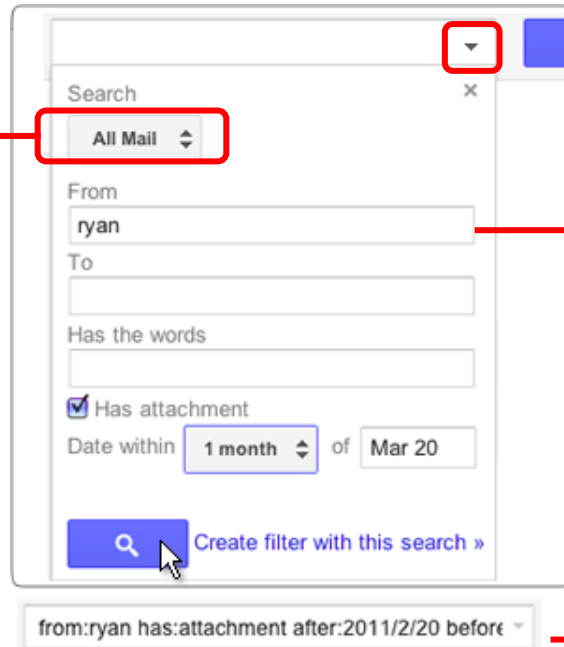 Search ×
All Mail
From
ryan
To
Has the words
Has attachment
Date within 1 month of Mar 20
Create filter with this search »
from:ryan has:attachment after:2011/2/20 before